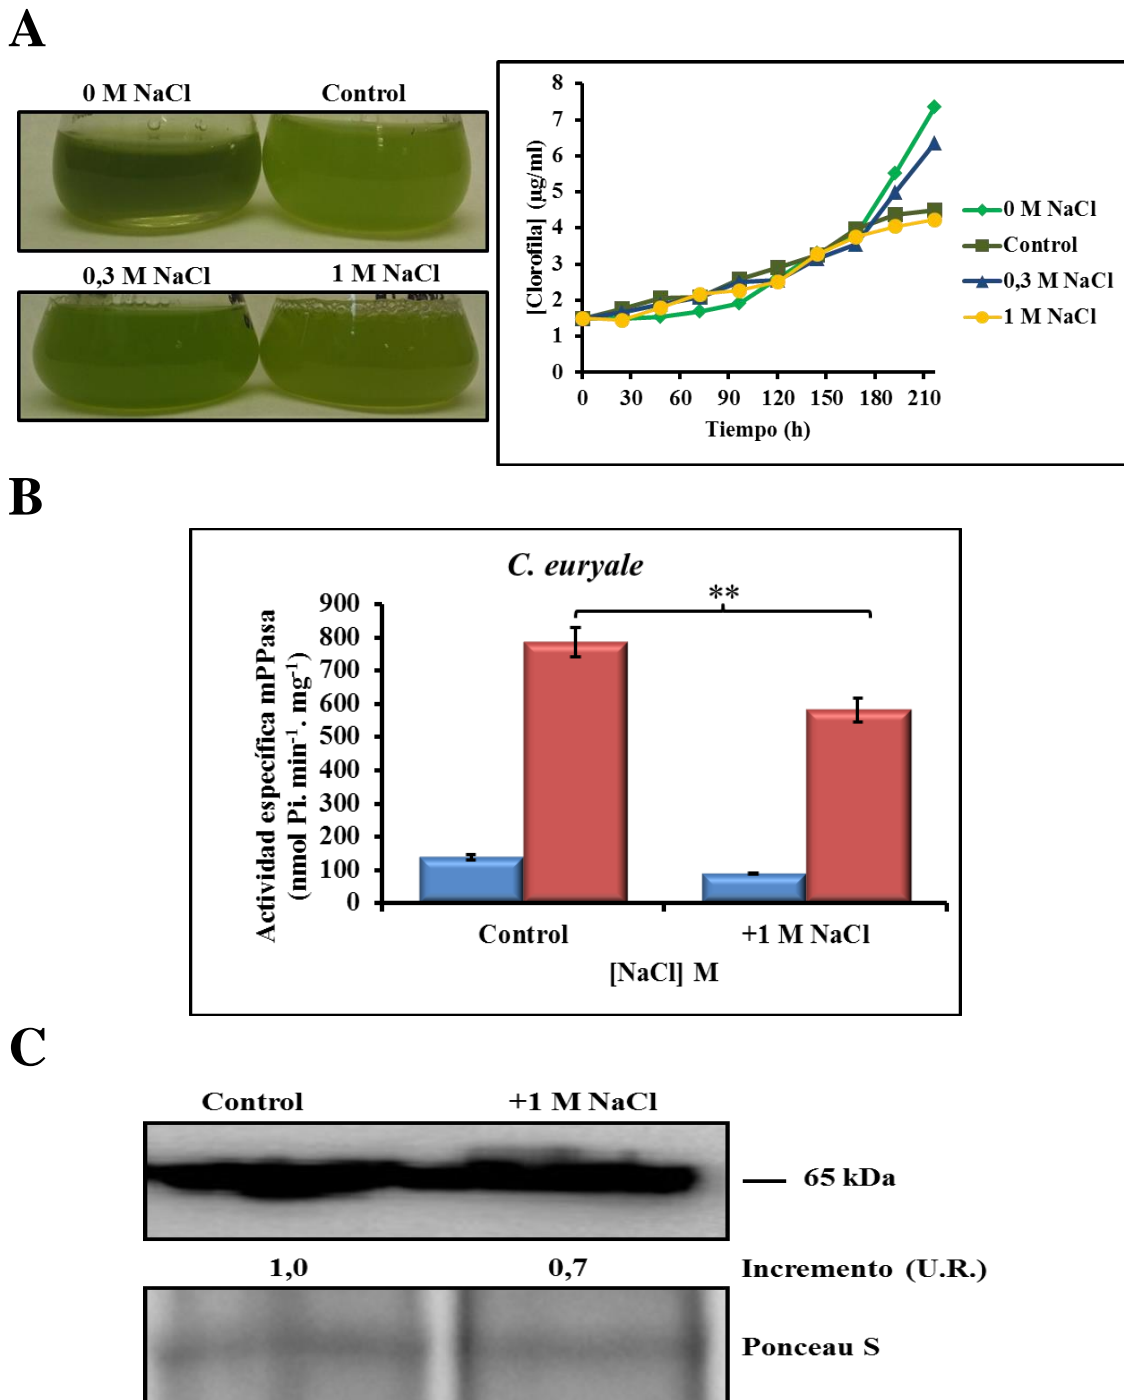 A
0 M NaCl
Control
0,3 M NaCl
1 M NaCl
[Clorofila] (µg/ml)
8
7
6
5
4
3
2
1
0
0 30 60 90 120 150 180 210
Tiempo (h)
0 M NaCl
Control
0,3 M NaCl
1 M NaCl
B
C. euryale
**
Actividad específica mPPasa
(nmol Pi. min⁻¹. mg⁻¹)
900
800
700
600
500
400
300
200
100
0
Control
+1 M NaCl
[NaCl] M
C
Control
+1 M NaCl
65 kDa
1,0
0,7
Incremento (U.R.)
Ponceau S